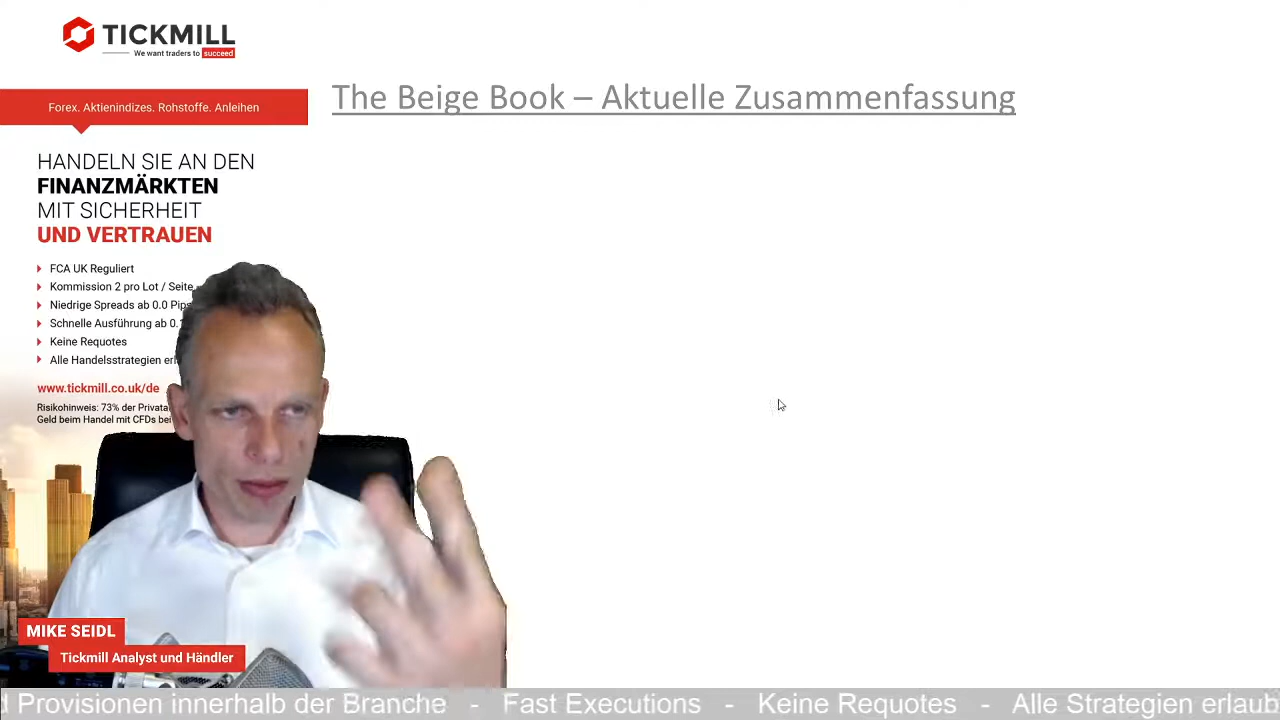 TICKMILL
We want traders to succeed
Forex. Aktienindizes. Rohstoffe. Anleihen
The Beige Book – Aktuelle Zusammenfassung
HANDELN SIE AN DEN
FINANZMÄRKTEN
MIT SICHERHEIT
UND VERTRAUEN
FCA UK Reguliert
Kommission 2 pro Lot / Seite
Niedrige Spreads ab 0.0 Pips
Schnelle Ausführung ab 0.
Keine Requotes
Alle Handelsstrategien
www.tickmill.co.uk/de
Risikohinweis: 73% der
Geld beim Handel mit CFDs bei
MIKE SEIDL
Tickmill Analyst und Händler
Provisionen innerhalb der Branche - Fast Executions - Keine Requotes - Alle Strategien